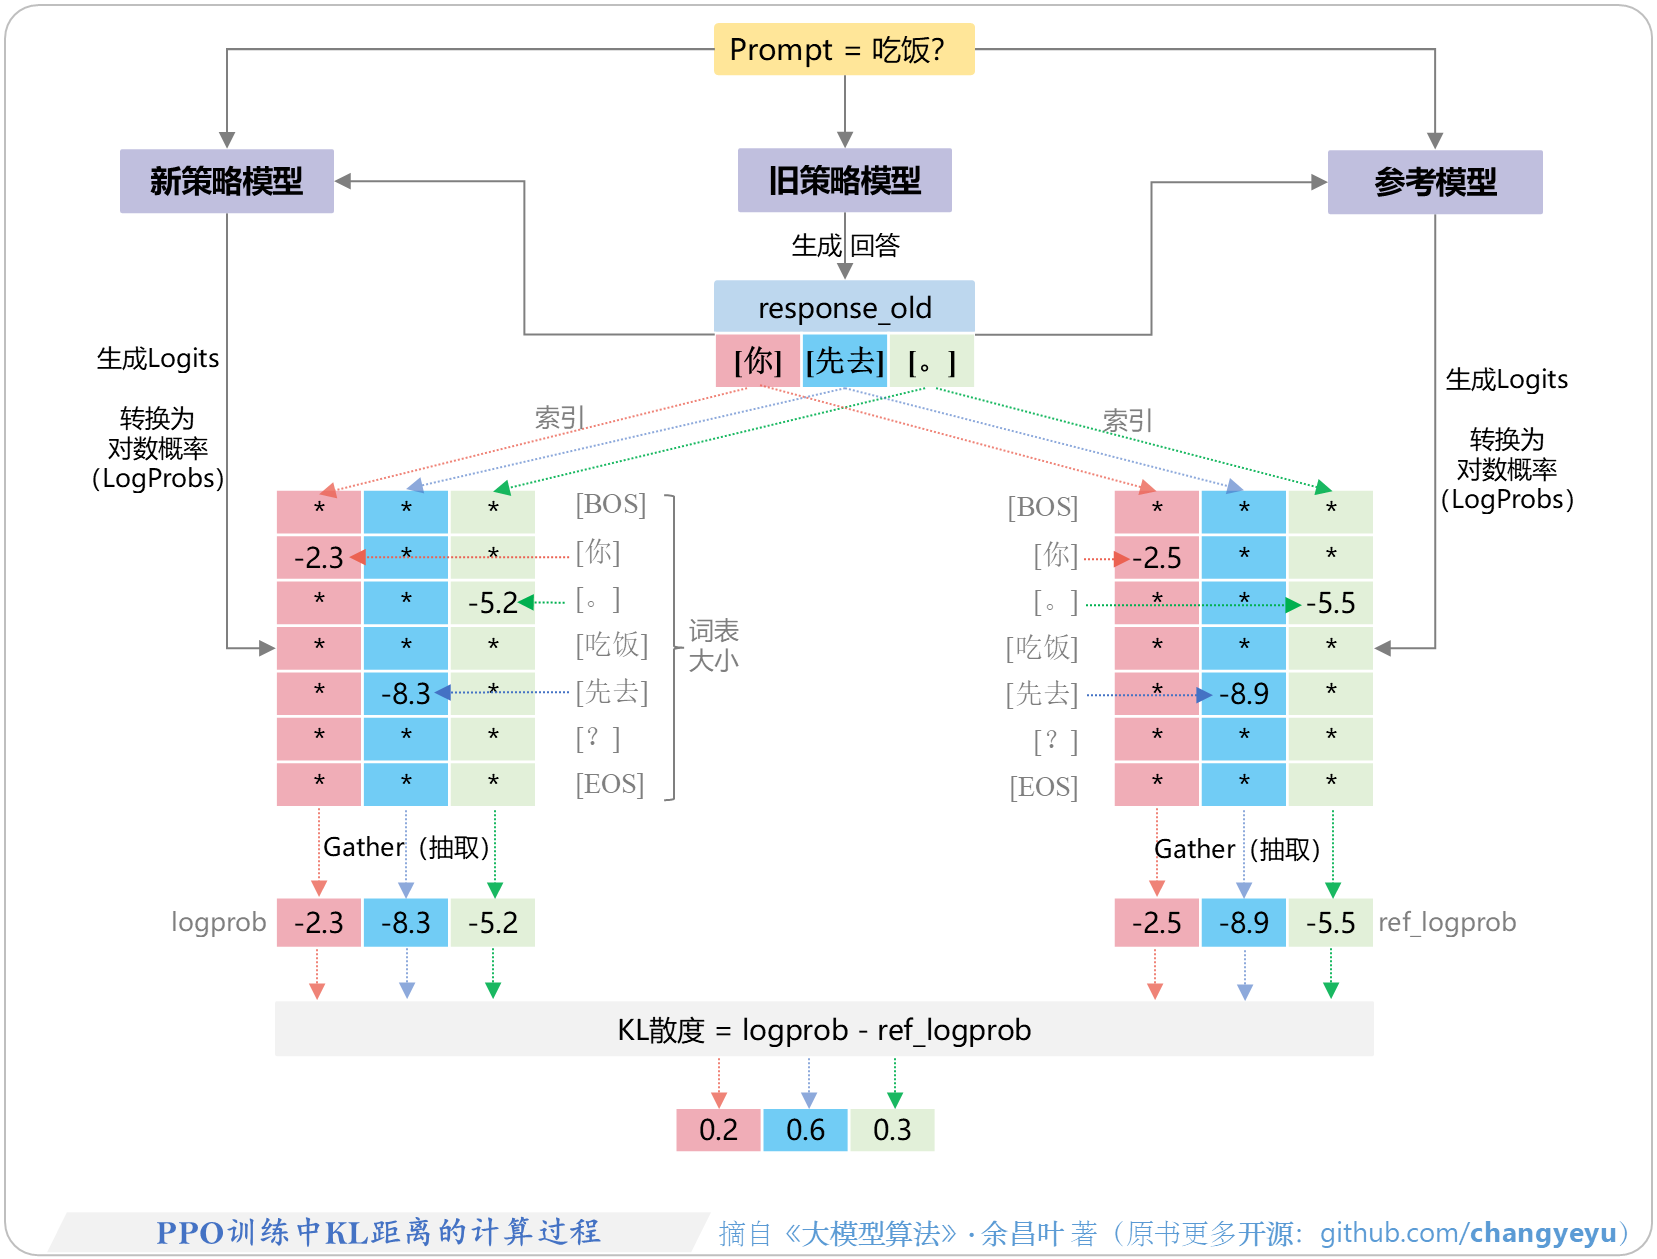 Prompt = 吃饭?
新策略模型
旧策略模型
参考模型
生成 回答
response_old
[你] [先去] [。]
生成Logits
转换为
对数概率
(LogProbs)
生成Logits
转换为
对数概率
(LogProbs)
索引
索引
* * *
-2.3 * *
* * -5.2
* * *
* -8.3 *
* * *
* * *
[BOS]
[你]
[。]
[吃饭]
[先去]
[？]
[EOS]
词表
大小
[BOS]
[你]
[。]
[吃饭]
[先去]
[？]
[EOS]
* * *
-2.5 * *
* * -5.5
* * *
* -8.9 *
* * *
* * *
Gather（抽取）
Gather（抽取）
logprob -2.3 -8.3 -5.2
-2.5 -8.9 -5.5 ref_logprob
KL散度 = logprob - ref_logprob
0.2 0.6 0.3
PPO训练中KL距离的计算过程
摘自《大模型算法》· 余昌叶 著（原书更多开源：github.com/changyeyu）